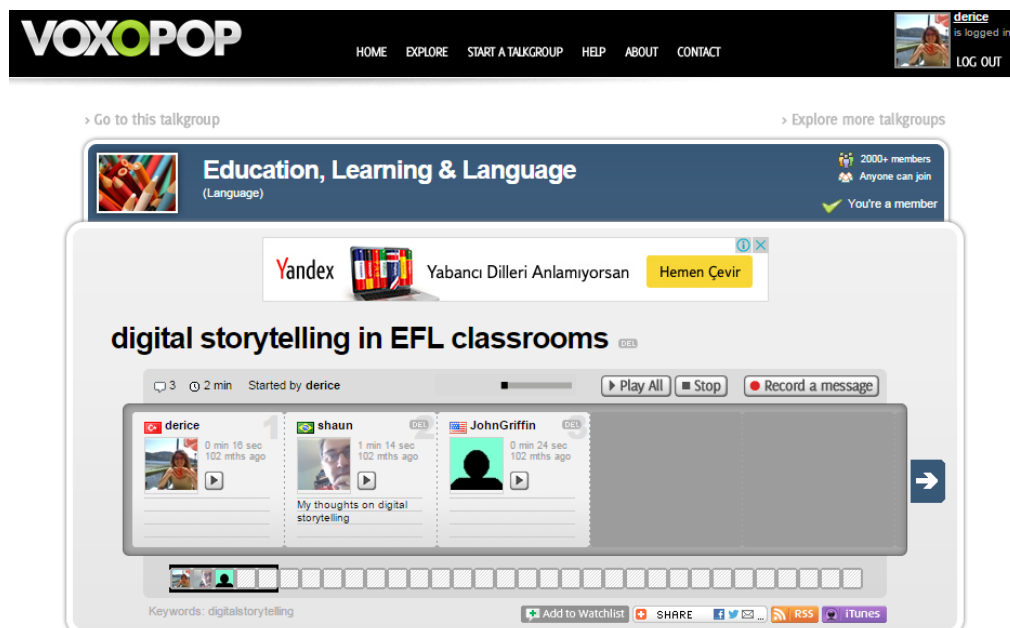 VOXOPOP
HOME EXPLORE START A TALKGROUP HELP ABOUT CONTACT
derice
is logged in
LOG OUT
› Go to this talkgroup
› Explore more talkgroups
Education, Learning & Language
(Language)
2000+ members
Anyone can join
You're a member
Yandex
Yabancı Dilleri Anlamıyorsan
Hemen Çevir
digital storytelling in EFL classrooms DEL
3 2 min Started by derice
Play All Stop Record a message
derice 1
0 min 16 sec
102 mths ago
shaun DEL 2
1 min 14 sec
102 mths ago
My thoughts on digital
storytelling
JohnGriffin DEL 3
0 min 24 sec
102 mths ago
Keywords: digitalstorytelling
Add to Watchlist SHARE ... RSS iTunes